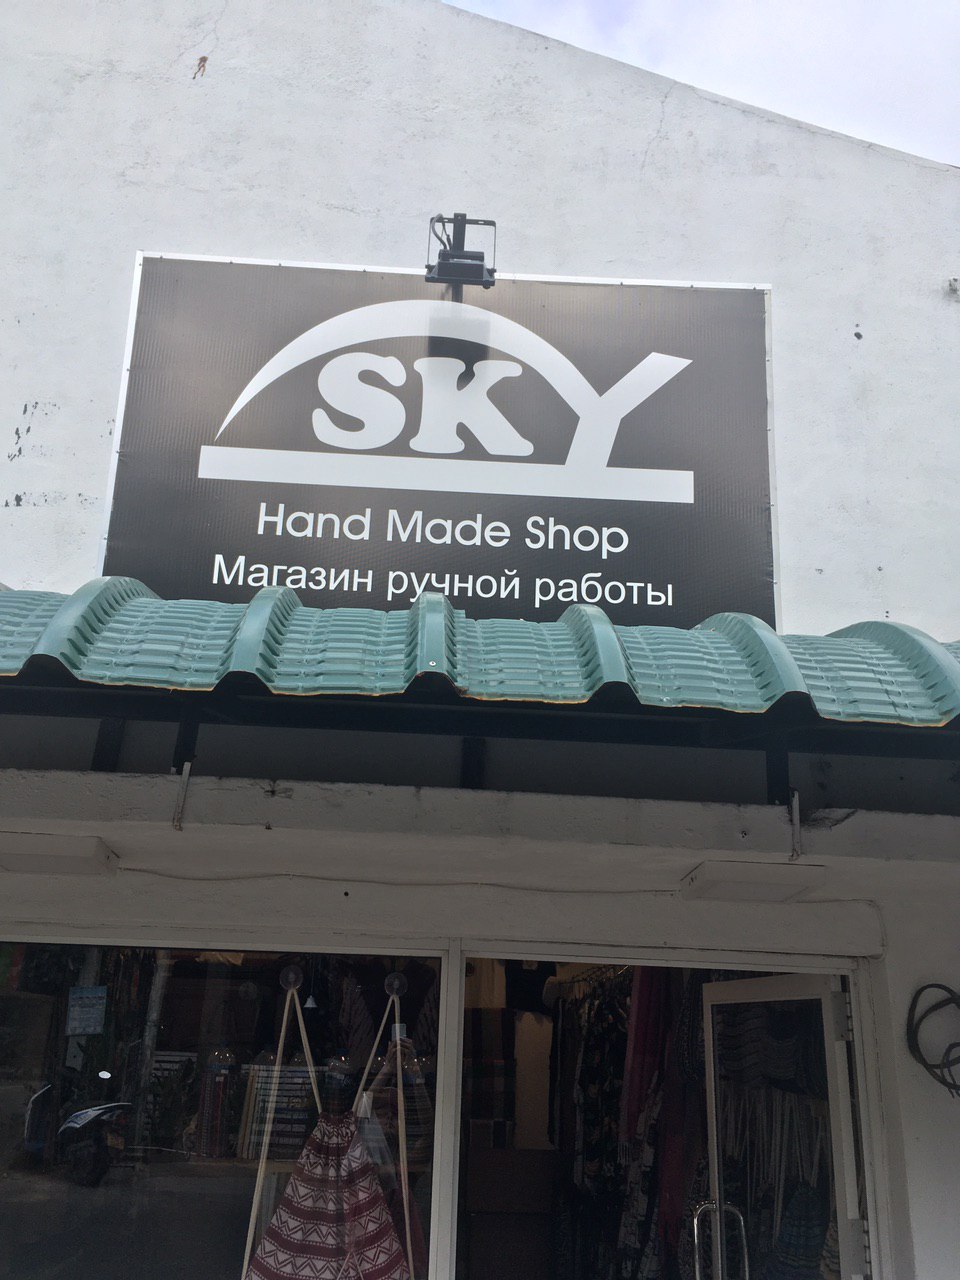 SKY
Hand Made Shop
Магазин ручной работы